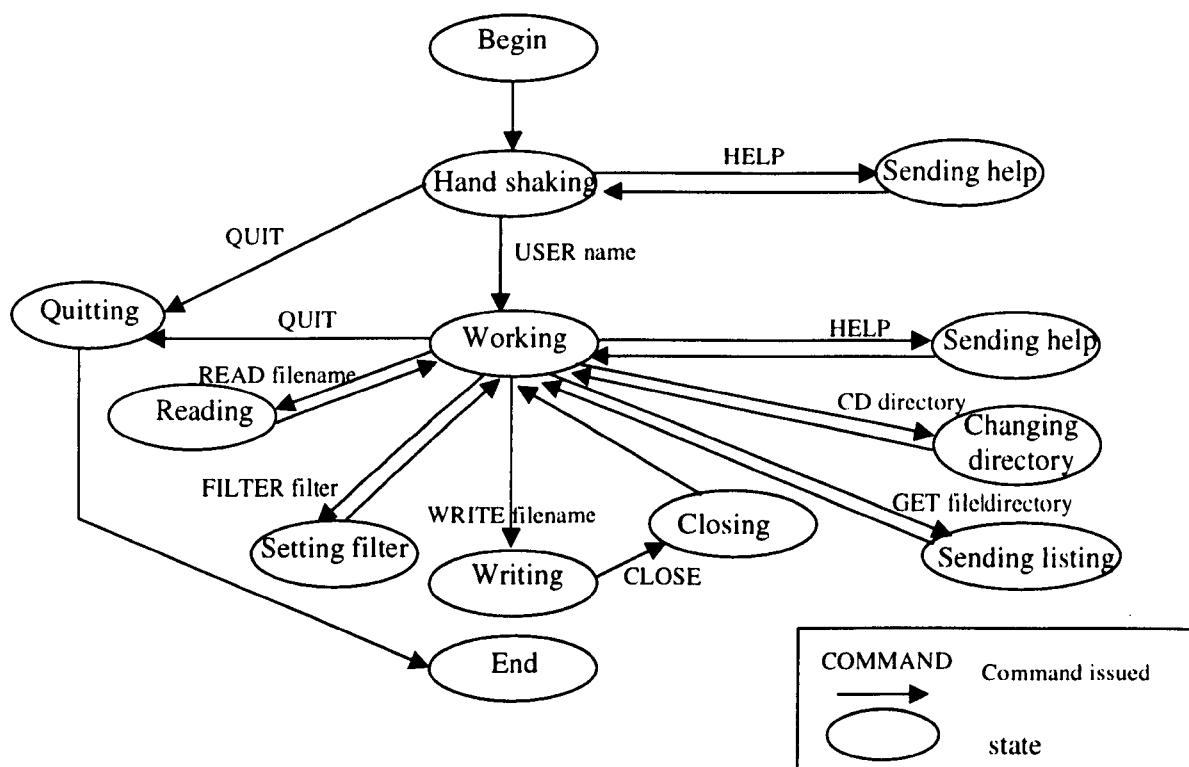 Begin
HELP
Sending help
Hand shaking
QUIT
USER name
Quitting
QUIT
Working
HELP
Sending help
READ filename
Reading
CD directory
Changing
directory
FILTER filter
Setting filter
WRITE filename
Closing
GET file|directory
Writing
CLOSE
Sending listing
End
COMMAND
Command issued
state